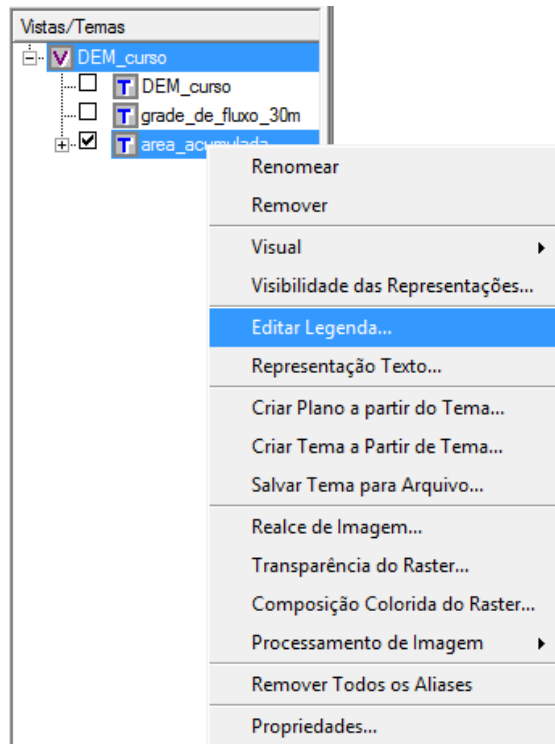 Vistas/Temas
V DEM_curso
T DEM_curso
T grade_de_fluxo_30m
T area_acumulada
Renomear
Remover
Visual
Visibilidade das Representações...
Editar Legenda...
Representação Texto...
Criar Plano a partir do Tema...
Criar Tema a Partir de Tema...
Salvar Tema para Arquivo...
Realce de Imagem...
Transparência do Raster...
Composição Colorida do Raster...
Processamento de Imagem
Remover Todos os Aliases
Propriedades...